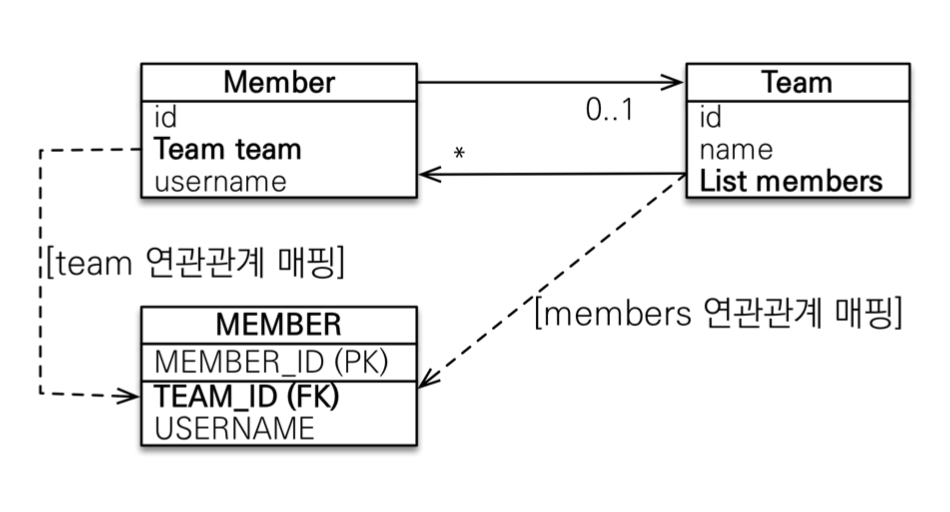 Member
id
Team team
username
0..1
*
Team
id
name
List members
[team 연관관계 매핑]
[members 연관관계 매핑]
MEMBER
MEMBER_ID (PK)
TEAM_ID (FK)
USERNAME